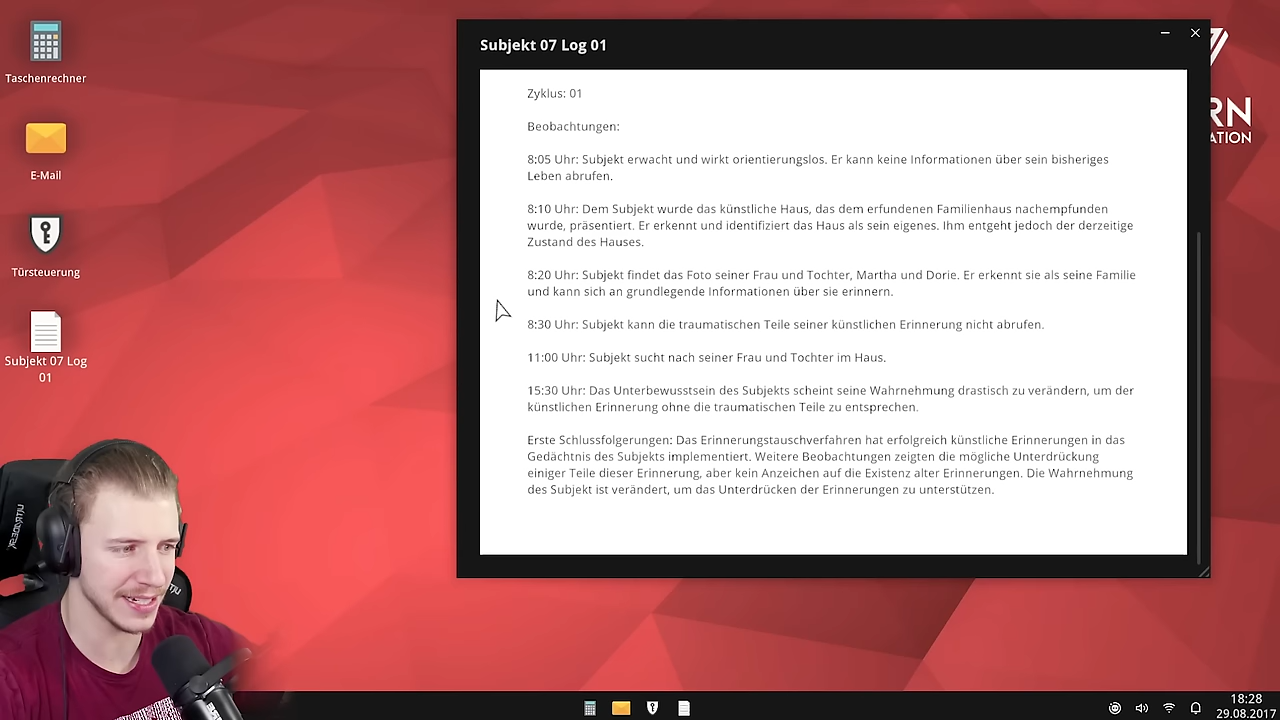 Taschenrechner
E-Mail
Türsteuerung
Subjekt 07 Log
01
Subjekt 07 Log 01
Zyklus: 01
Beobachtungen:
8:05 Uhr: Subjekt erwacht und wirkt orientierungslos. Er kann keine Informationen über sein bisheriges
Leben abrufen.
8:10 Uhr: Dem Subjekt wurde das künstliche Haus, das dem erfundenen Familienhaus nachempfunden
wurde, präsentiert. Er erkennt und identifiziert das Haus als sein eigenes. Ihm entgeht jedoch der derzeitige
Zustand des Hauses.
8:20 Uhr: Subjekt findet das Foto seiner Frau und Tochter, Martha und Dorie. Er erkennt sie als seine Familie
und kann sich an grundlegende Informationen über sie erinnern.
8:30 Uhr: Subjekt kann die traumatischen Teile seiner künstlichen Erinnerung nicht abrufen.
11:00 Uhr: Subjekt sucht nach seiner Frau und Tochter im Haus.
15:30 Uhr: Das Unterbewusstsein des Subjekts scheint seine Wahrnehmung drastisch zu verändern, um der
künstlichen Erinnerung ohne die traumatischen Teile zu entsprechen.
Erste Schlussfolgerungen: Das Erinnerungstauschverfahren hat erfolgreich künstliche Erinnerungen in das
Gedächtnis des Subjekts implementiert. Weitere Beobachtungen zeigten die mögliche Unterdrückung
einiger Teile dieser Erinnerung, aber kein Anzeichen auf die Existenz alter Erinnerungen. Die Wahrnehmung
des Subjekt ist verändert, um das Unterdrücken der Erinnerungen zu unterstützen.
RN
ATION
18:28
29.08.2017